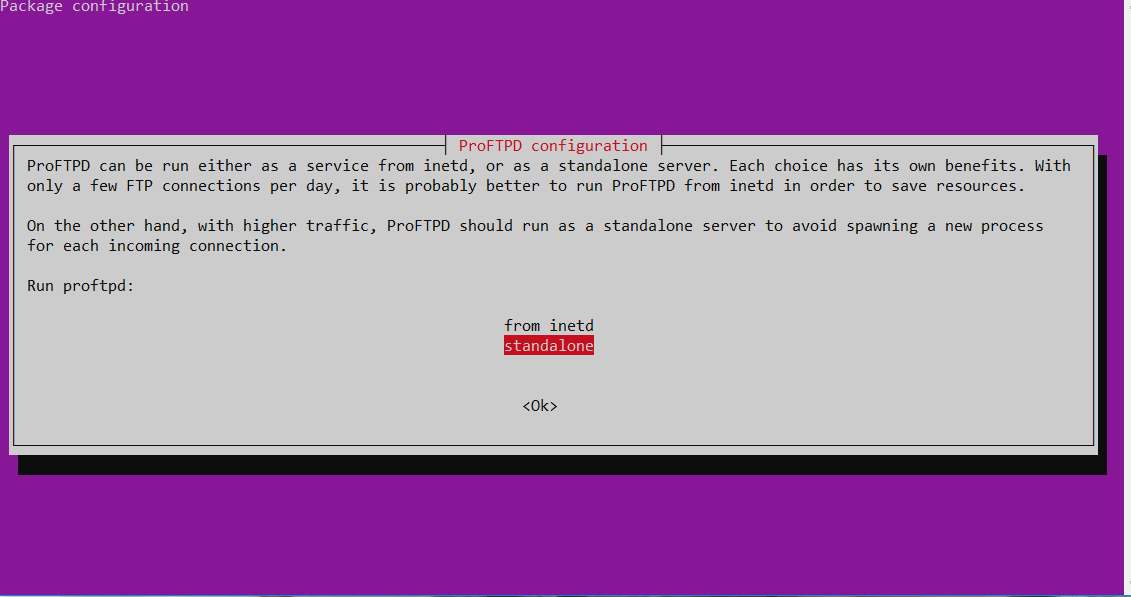 Package configuration
ProFTPD configuration
ProFTPD can be run either as a service from inetd, or as a standalone server. Each choice has its own benefits. With
only a few FTP connections per day, it is probably better to run ProFTPD from inetd in order to save resources.
On the other hand, with higher traffic, ProFTPD should run as a standalone server to avoid spawning a new process
for each incoming connection.
Run proftpd:
from inetd
standalone
<Ok>